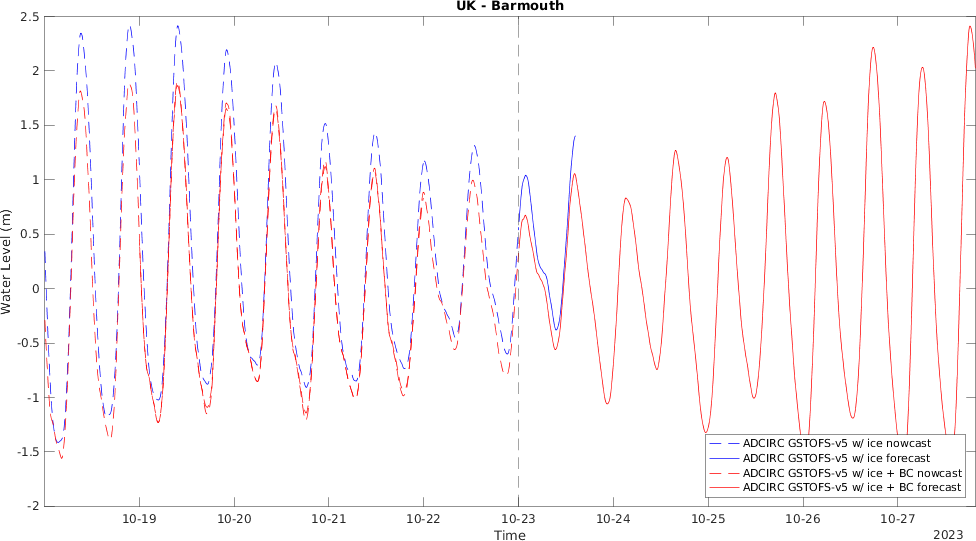 UK - Barmouth
2.5
2
1.5
1
0.5
0
-0.5
-1
-1.5
-2
Water Level (m)
10-19 10-20 10-21 10-22 10-23 10-24 10-25 10-26 10-27
Time
2023
ADCIRC GSTOFS-v5 w/ ice nowcast
ADCIRC GSTOFS-v5 w/ ice forecast
ADCIRC GSTOFS-v5 w/ ice + BC nowcast
ADCIRC GSTOFS-v5 w/ ice + BC forecast